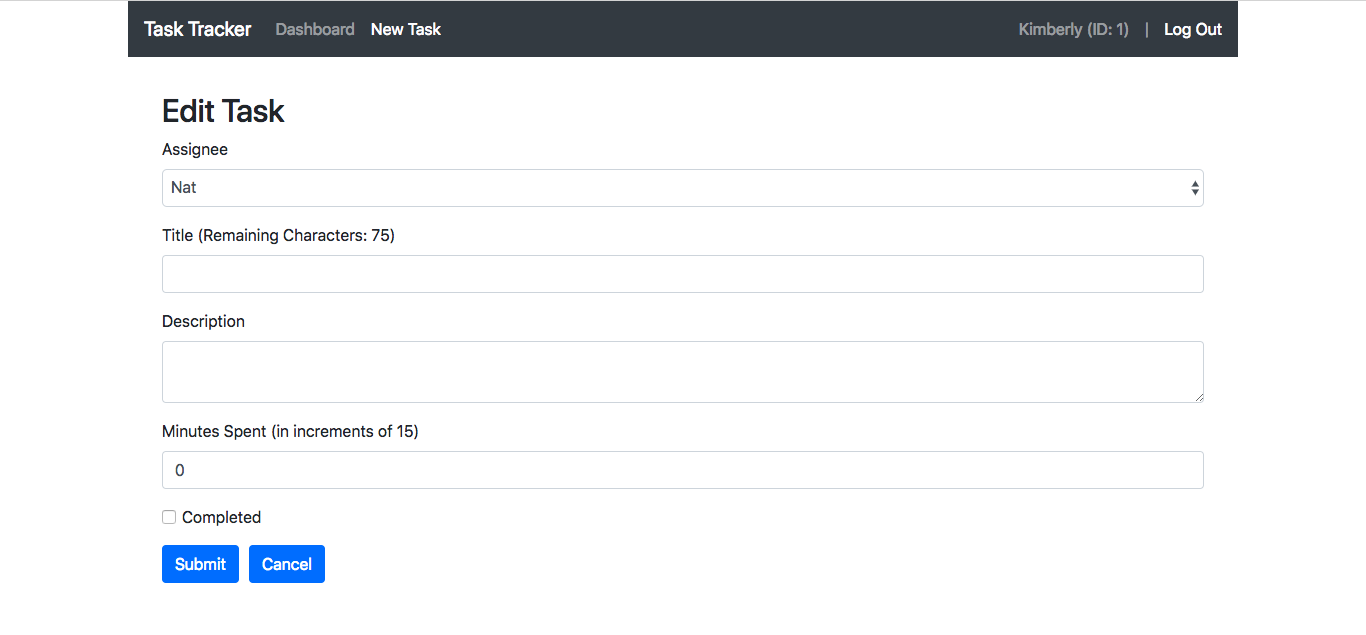 Task Tracker Dashboard New Task Kimberly (ID: 1) | Log Out
Edit Task
Assignee
Nat
Title (Remaining Characters: 75)
Description
Minutes Spent (in increments of 15)
0
Completed
Submit Cancel